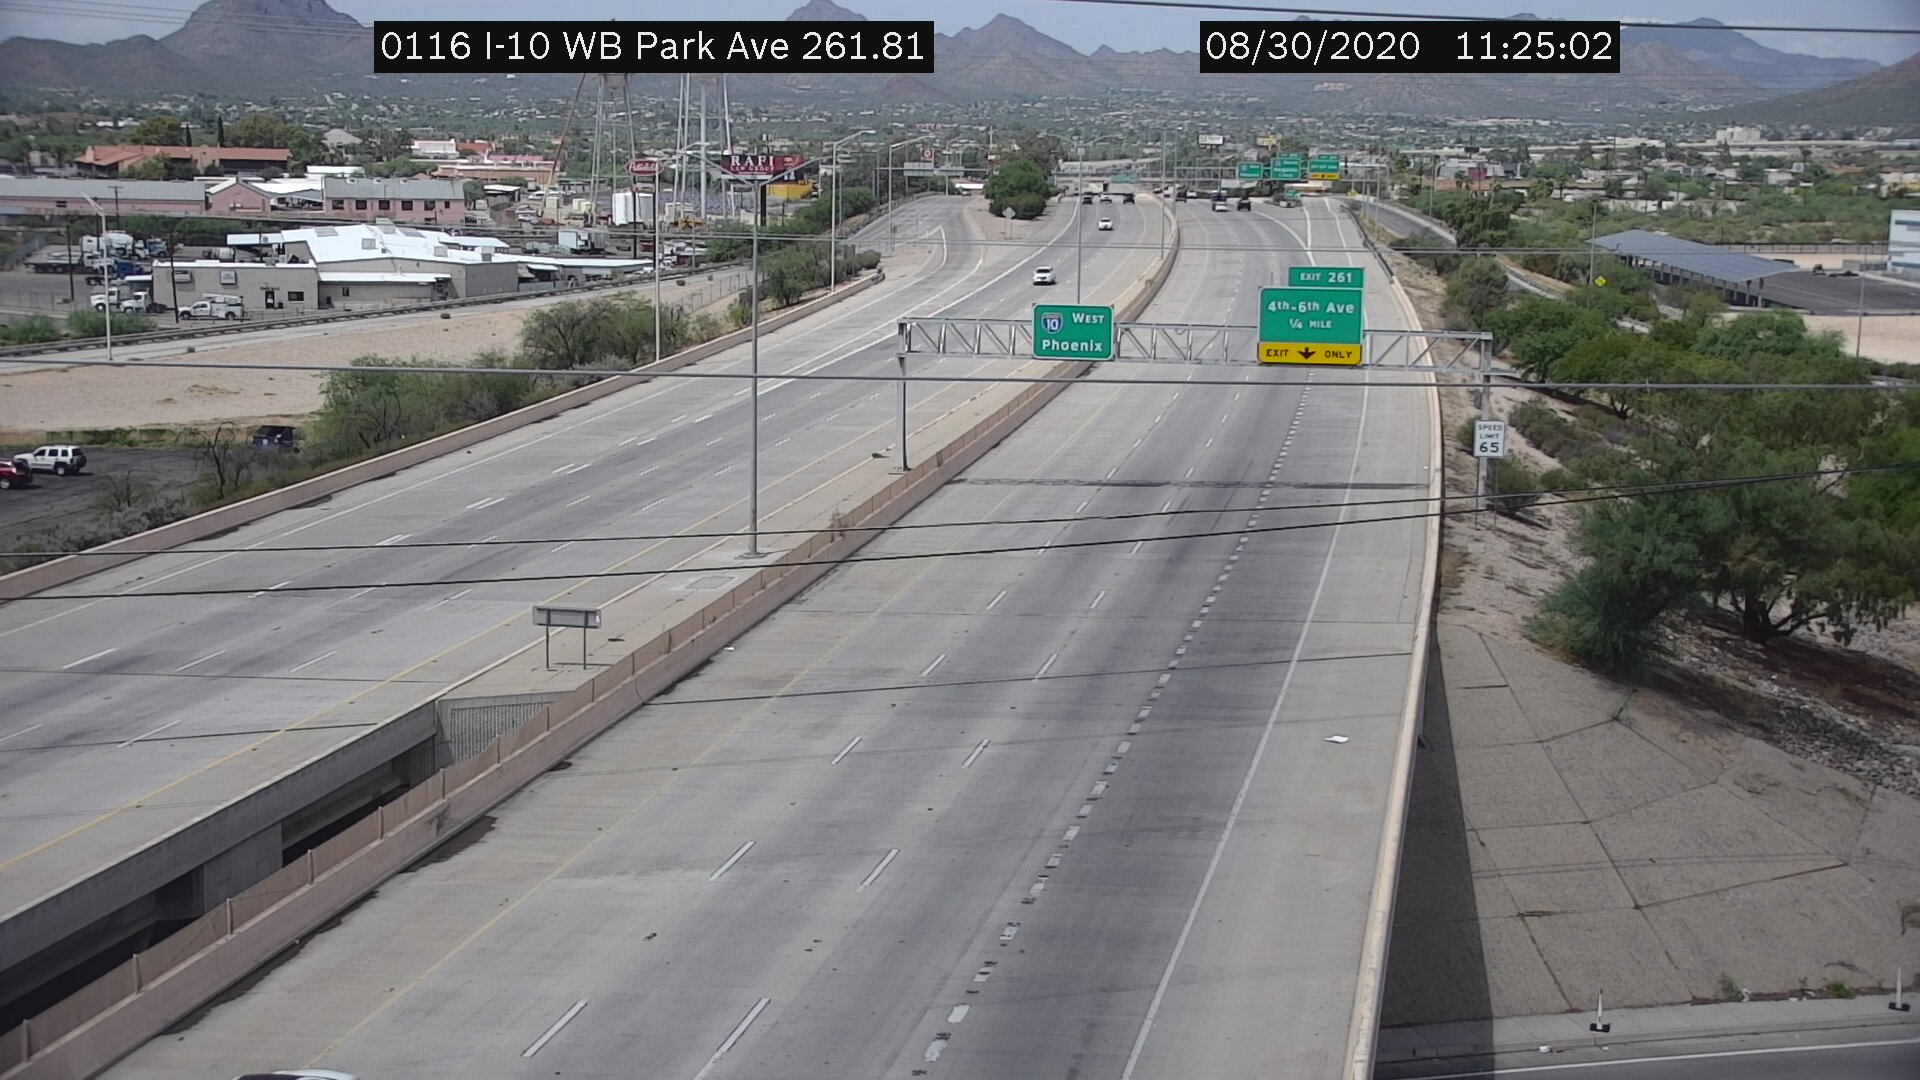 0116 I-10 WB Park Ave 261.81
08/30/2020 11:25:02
RAFI
EXIT 261
4th-6th Ave
1/4 MILE
EXIT ONLY
10 WEST
Phoenix
SPEED
LIMIT
65